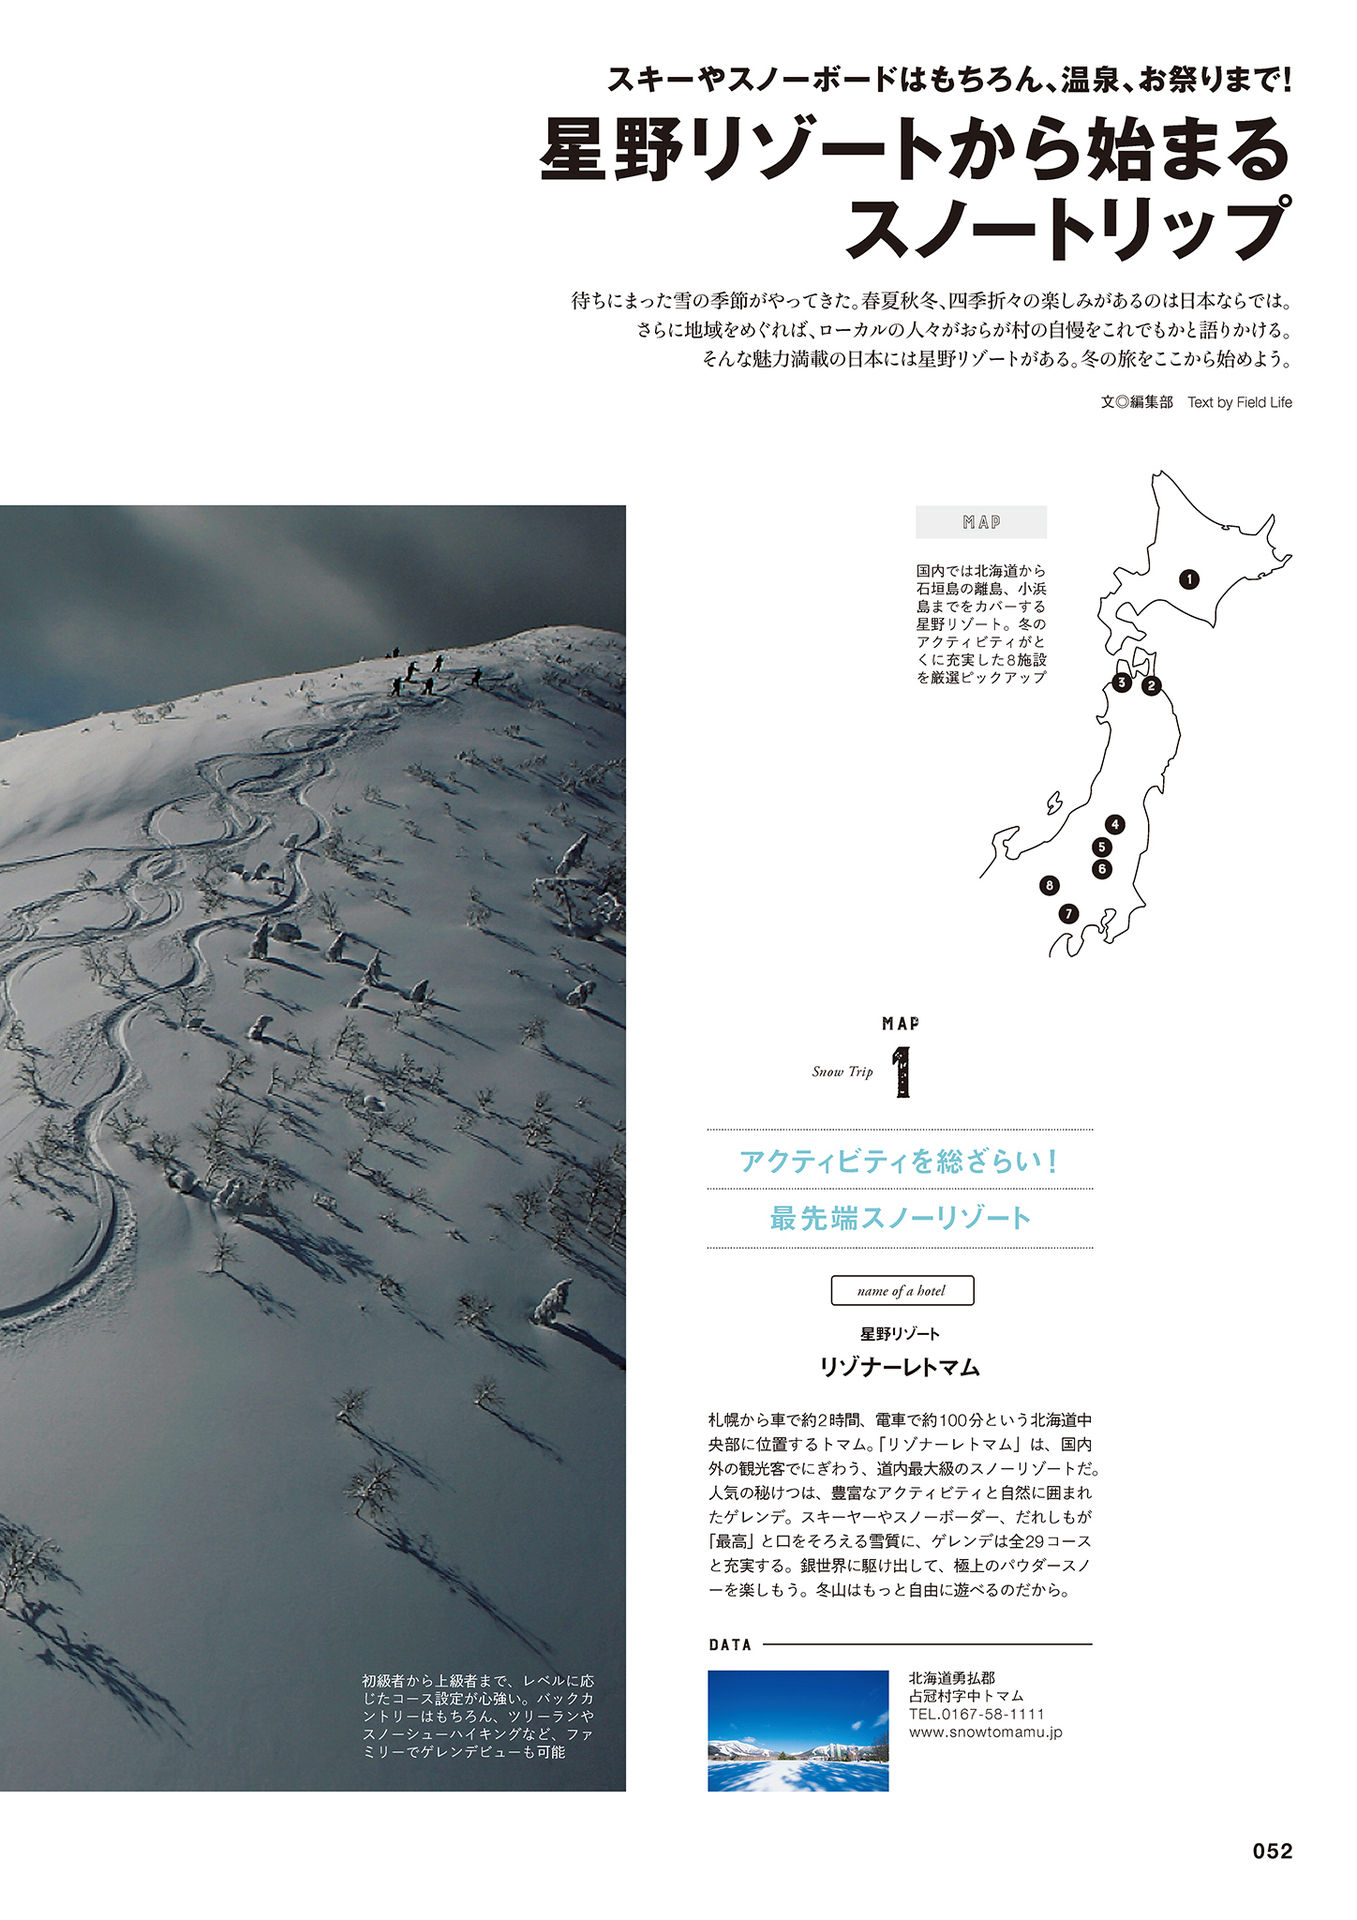 スキーやスノーボードはもちろん、温泉、お祭りまで!
星野リゾートから始まる
スノートリップ
待ちにまった雪の季節がやってきた。春夏秋冬、四季折々の楽しみがあるのは日本ならでは。
さらに地域をめぐれば、ローカルの人々がおらが村の自慢をこれでもかと語りかける。
そんな魅力満載の日本には星野リゾートがある。冬の旅をここから始めよう。
文◎編集部　Text by Field Life
MAP
国内では北海道から
石垣島の離島、小浜
島までをカバーする
星野リゾート。冬の
アクティビティがと
くに充実した8施設
を厳選ピックアップ
1
3
2
4
5
6
8
7
MAP
Snow Trip 1
アクティビティを総ざらい!
最先端スノーリゾート
name of a hotel
星野リゾート
リゾナーレトマム
札幌から車で約2時間、電車で約100分という北海道中
央部に位置するトマム。「リゾナーレトマム」は、国内
外の観光客でにぎわう、道内最大級のスノーリゾートだ。
人気の秘けつは、豊富なアクティビティと自然に囲まれ
たゲレンデ。スキーヤーやスノーボーダー、だれしもが
「最高」と口をそろえる雪質に、ゲレンデは全29コース
と充実する。銀世界に駆け出して、極上のパウダースノ
ーを楽しもう。冬山はもっと自由に遊べるのだから。
DATA
北海道勇払郡
占冠村字中トマム
TEL.0167-58-1111
www.snowtomamu.jp
初級者から上級者まで、レベルに応
じたコース設定が心強い。バックカ
ントリーはもちろん、ツリーランや
スノーシューハイキングなど、ファ
ミリーでゲレンデビューも可能
052